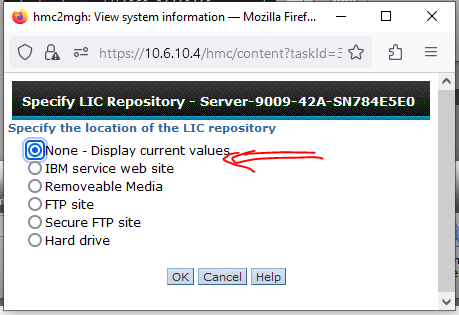 hmc2mgh: View system information — Mozilla Firef...
https://10.6.10.4/hmc/content?taskId=3
Specify LIC Repository - Server-9009-42A-SN784E5E0
Specify the location of the LIC repository
None - Display current values
IBM service web site
Removeable Media
FTP site
Secure FTP site
Hard drive
OK Cancel Help